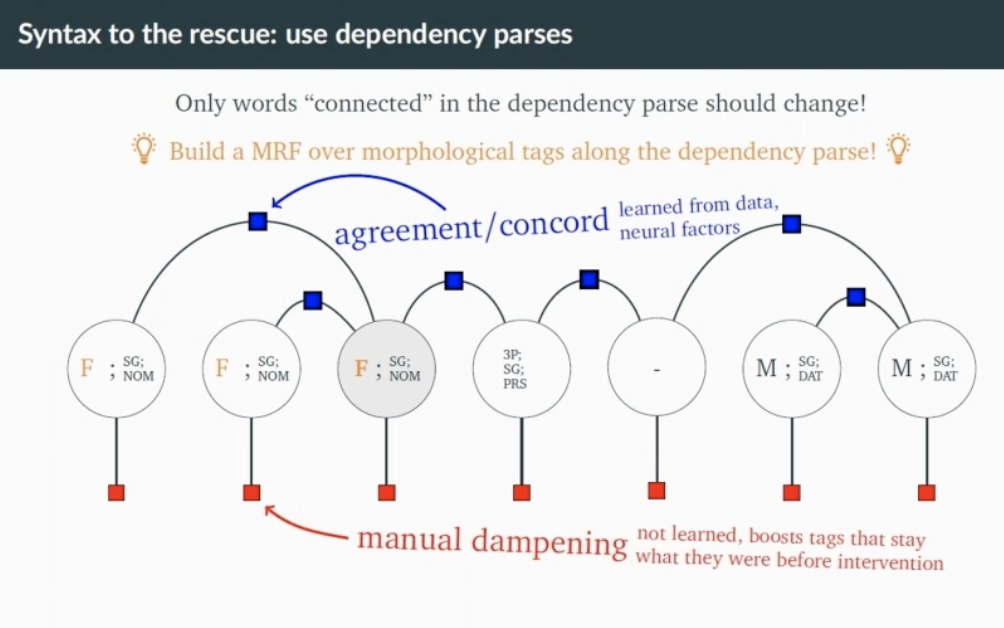 Syntax to the rescue: use dependency parses
Only words “connected” in the dependency parse should change!
Build a MRF over morphological tags along the dependency parse!
agreement/concord
learned from data,
neural factors
F ; SG;
NOM
F ; SG;
NOM
F ; SG;
NOM
3P;
SG;
PRS
-
M ; SG;
DAT
M ; SG;
DAT
manual dampening
not learned, boosts tags that stay
what they were before intervention